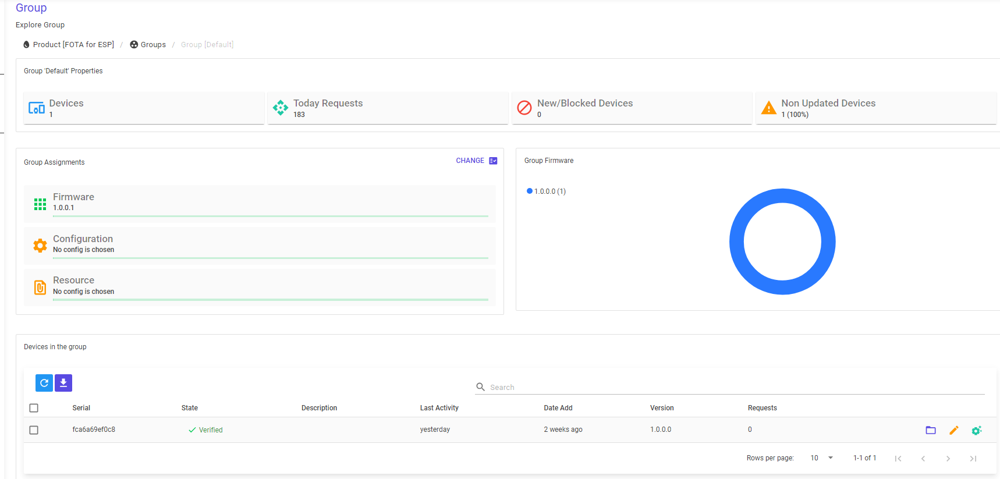 Group
Explore Group
Product [FOTA for ESP] / Groups / Group [Default]
Group 'Default' Properties
Devices
1
Today Requests
183
New/Blocked Devices
0
Non Updated Devices
1 (100%)
Group Assignments
CHANGE
Firmware
1.0.0.1
Configuration
No config is chosen
Resource
No config is chosen
Group Firmware
1.0.0.0 (1)
Devices in the group
Search
Serial State Description Last Activity Date Add Version Requests
fca6a69ef0c8 Verified yesterday 2 weeks ago 1.0.0.0 0
Rows per page: 10 1-1 of 1